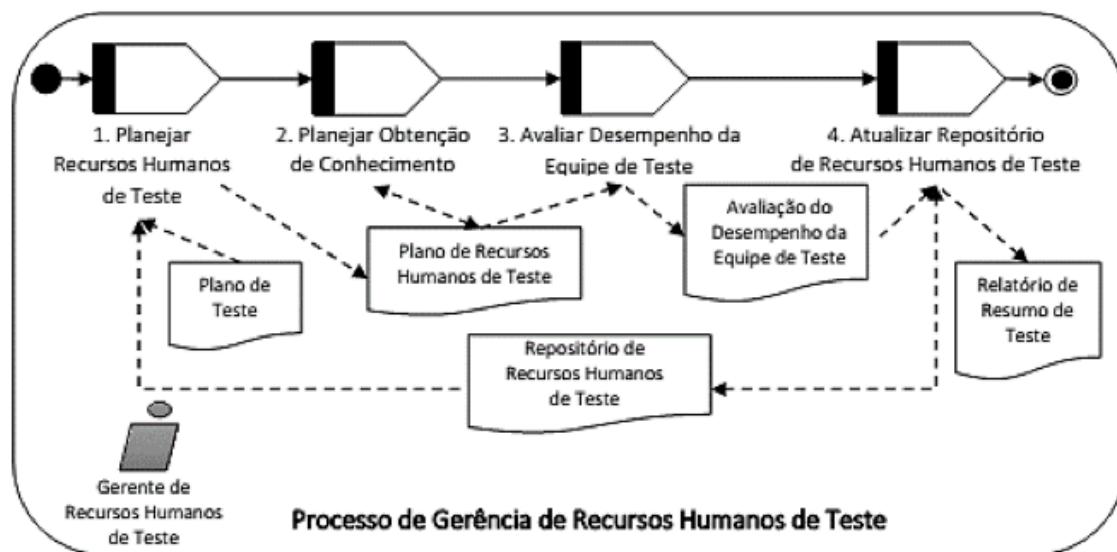 1. Planejar
Recursos Humanos
de Teste
2. Planejar Obtenção
de Conhecimento
3. Avaliar Desempenho da
Equipe de Teste
4. Atualizar Repositório
de Recursos Humanos de Teste
Plano de
Teste
Plano de Recursos
Humanos de Teste
Avaliação do
Desempenho da
Equipe de Teste
Relatório de
Resumo de
Teste
Repositório de
Recursos Humanos
de Teste
Gerente de
Recursos Humanos
de Teste
Processo de Gerência de Recursos Humanos de Teste